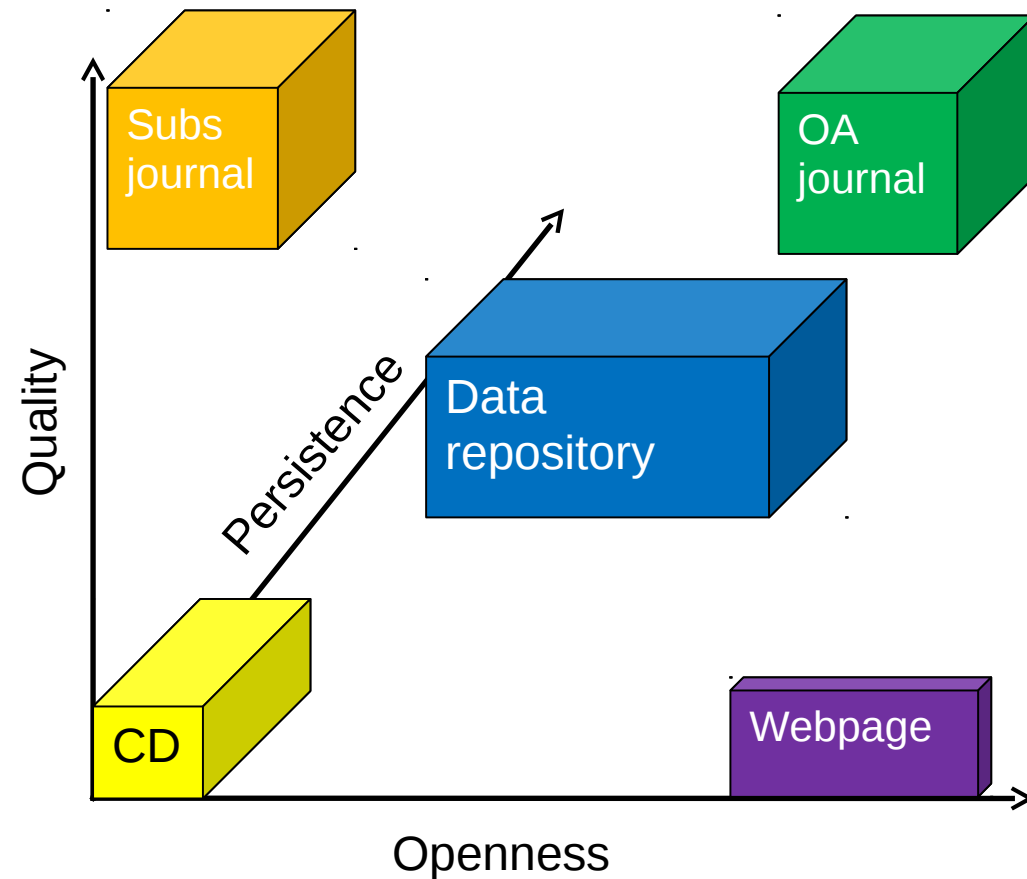 Subs
journal
OA
journal
Quality
Persistence
Data
repository
CD
Webpage
Openness